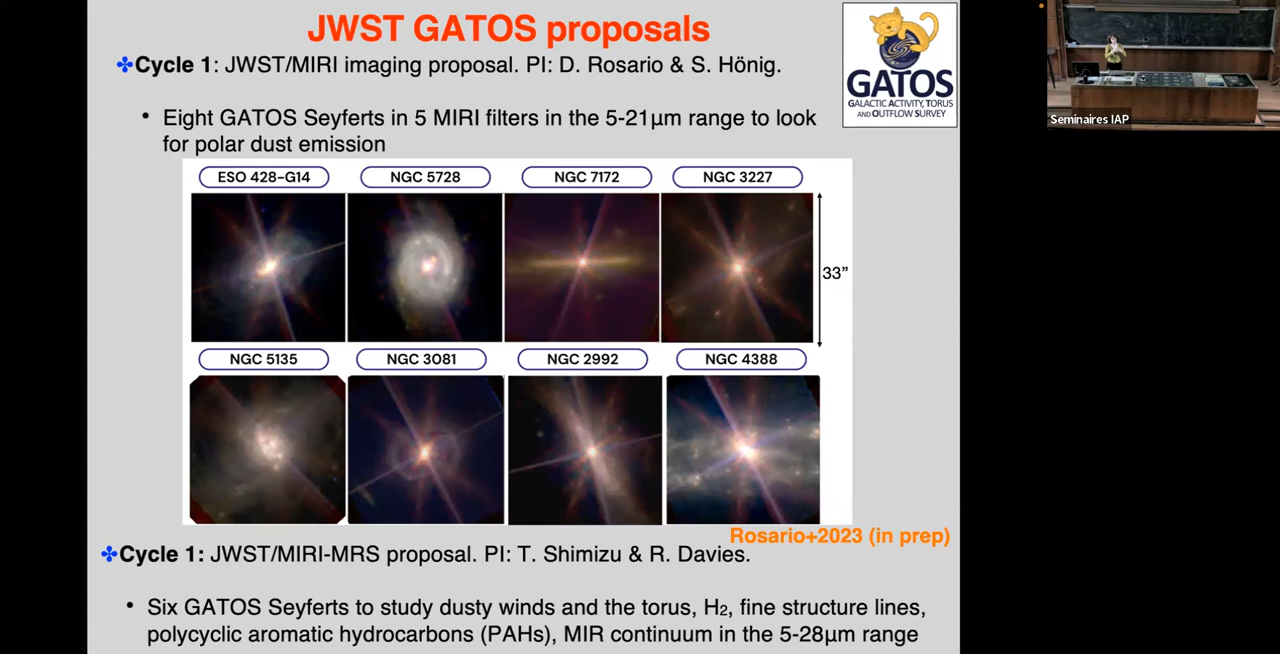 JWST GATOS proposals
✤Cycle 1: JWST/MIRI imaging proposal. PI: D. Rosario & S. Hönig.
• Eight GATOS Seyferts in 5 MIRI filters in the 5-21μm range to look
for polar dust emission
GATOS
GALACTIC ACTIVITY, TORUS
AND OUTFLOW SURVEY
Seminaires IAP
ESO 428-G14
NGC 5728
NGC 7172
NGC 3227
33”
NGC 5135
NGC 3081
NGC 2992
NGC 4388
Rosario+2023 (in prep)
✤Cycle 1: JWST/MIRI-MRS proposal. PI: T. Shimizu & R. Davies.
• Six GATOS Seyferts to study dusty winds and the torus, H2, fine structure lines,
polycyclic aromatic hydrocarbons (PAHs), MIR continuum in the 5-28μm range